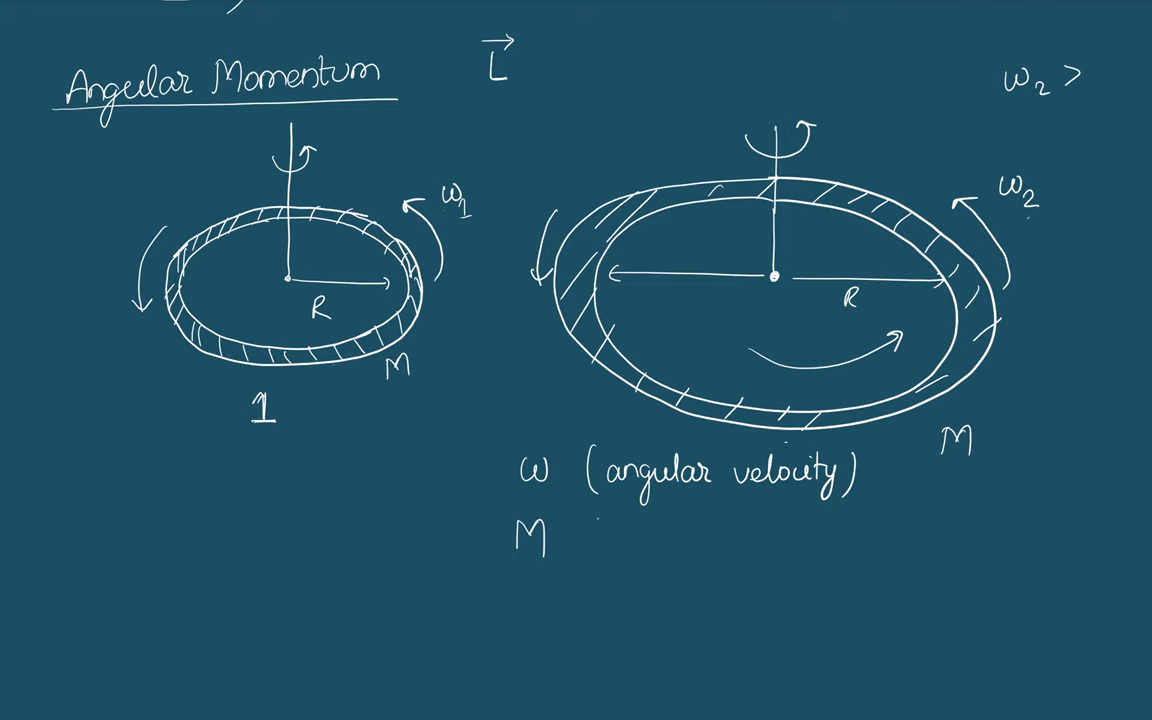 Angular Momentum
L
ω2 >
ω1
R
M
1
ω2
R
M
ω (angular velocity)
M